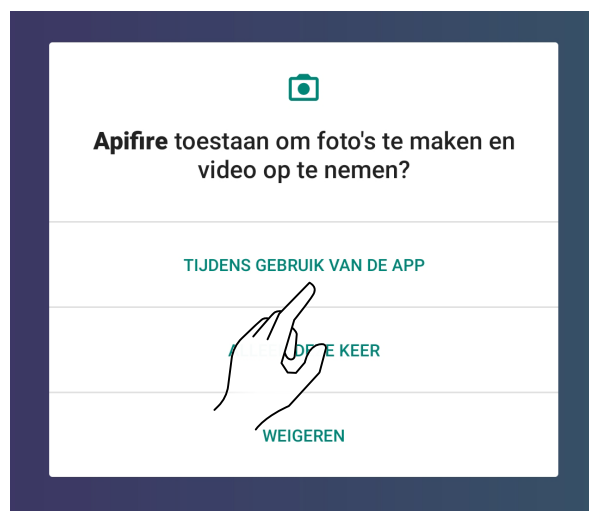 Apifire toestaan om foto's te maken en
video op te nemen?
TIJDENS GEBRUIK VAN DE APP
KEER
WEIGEREN